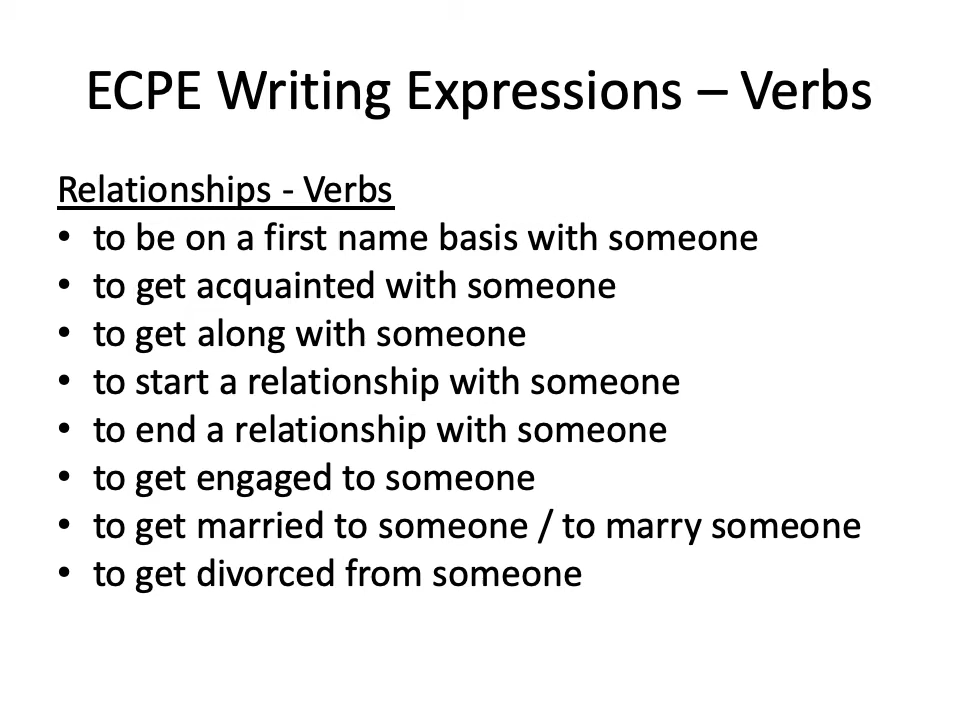 ECPE Writing Expressions – Verbs
Relationships - Verbs
• to be on a first name basis with someone
• to get acquainted with someone
• to get along with someone
• to start a relationship with someone
• to end a relationship with someone
• to get engaged to someone
• to get married to someone / to marry someone
• to get divorced from someone